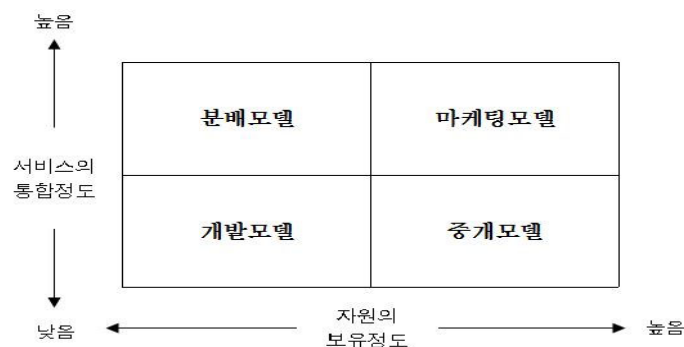 높음
분배모델 마케팅모델
서비스의
통합정도
개발모델 중개모델
낮음
자원의
보유정도
높음